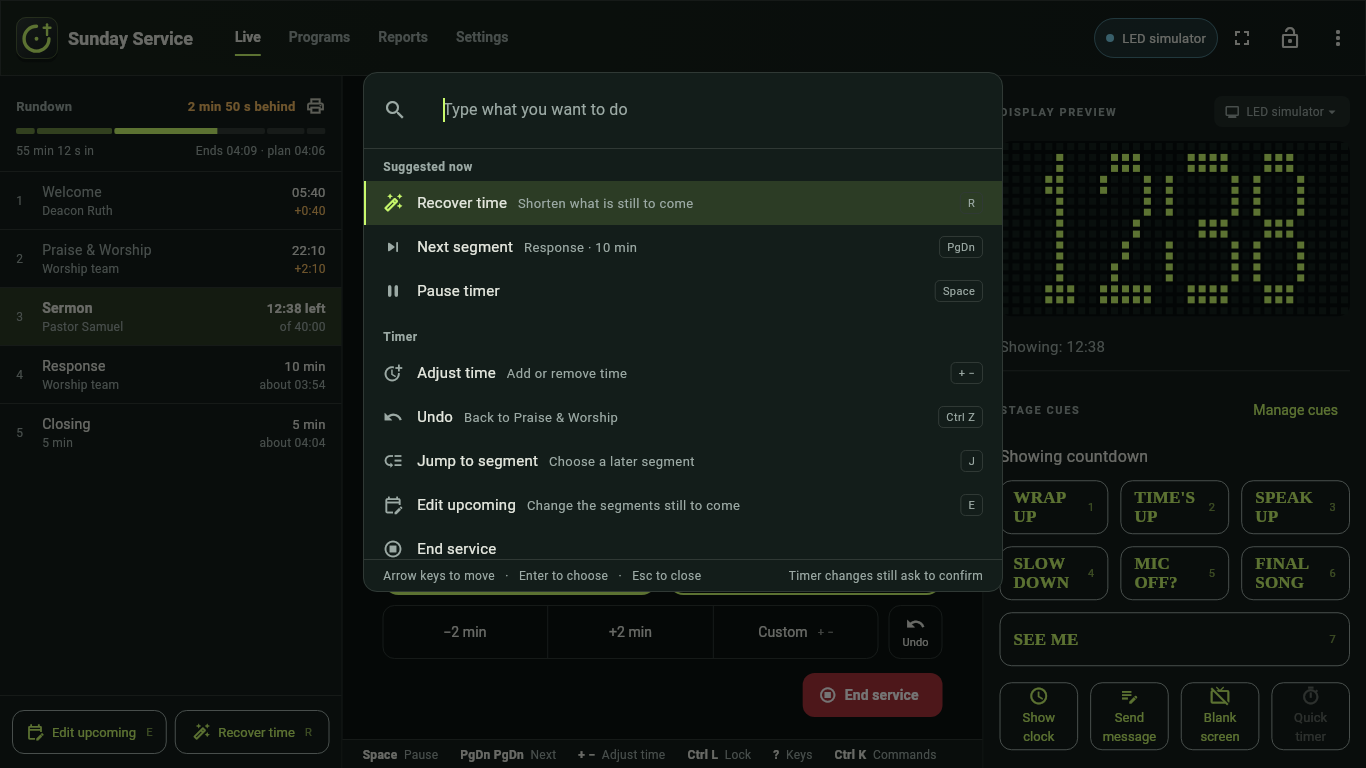 Sunday Service
Live
Programs
Reports
Settings
LED simulator
Rundown
2 min 50 s behind
55 min 12 s in
Ends 04:09 · plan 04:06
1
Welcome
05:40
Deacon Ruth
+0:40
2
Praise & Worship
22:10
Worship team
+2:10
3
Sermon
12:38 left
Pastor Samuel
of 40:00
4
Response
10 min
Worship team
about 03:54
5
Closing
5 min
5 min
about 04:04
Edit upcoming E
Recover time R
Type what you want to do
Suggested now
Recover time Shorten what is still to come R
Next segment Response · 10 min PgDn
Pause timer Space
Timer
Adjust time Add or remove time + −
Undo Back to Praise & Worship Ctrl Z
Jump to segment Choose a later segment J
Edit upcoming Change the segments still to come E
End service
Arrow keys to move · Enter to choose · Esc to close
Timer changes still ask to confirm
−2 min
+2 min
Custom + −
Undo
End service
Space Pause PgDn PgDn Next + − Adjust time Ctrl L Lock ? Keys Ctrl K Commands
DISPLAY PREVIEW
LED simulator
12:38
Showing: 12:38
STAGE CUES
Manage cues
Showing countdown
WRAP
UP
1
TIME'S
UP
2
SPEAK
UP
3
SLOW
DOWN
4
MIC
OFF?
5
FINAL
SONG
6
SEE ME
7
Show
clock
Send
message
Blank
screen
Quick
timer